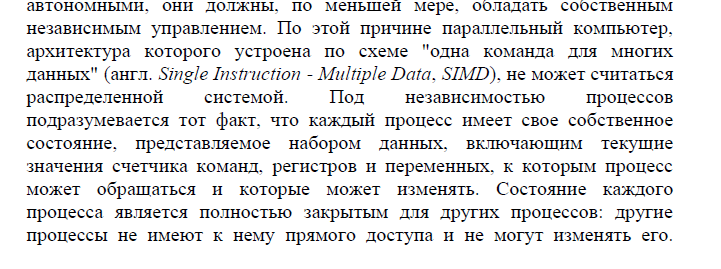 автономными, они должны, по меньшей мере, обладать собственным
независимым управлением. По этой причине параллельный компьютер,
архитектура которого устроена по схеме "одна команда для многих
данных" (англ. Single Instruction - Multiple Data, SIMD), не может считаться
распределенной системой. Под независимостью процессов
подразумевается тот факт, что каждый процесс имеет свое собственное
состояние, представляемое набором данных, включающим текущие
значения счетчика команд, регистров и переменных, к которым процесс
может обращаться и которые может изменять. Состояние каждого
процесса является полностью закрытым для других процессов: другие
процессы не имеют к нему прямого доступа и не могут изменять его.